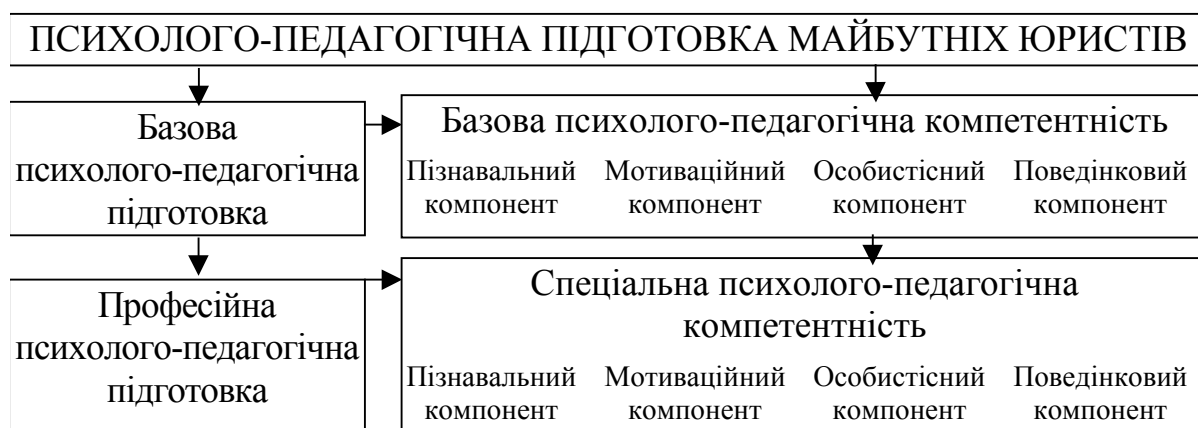 ПСИХОЛОГО-ПЕДАГОГІЧНА ПІДГОТОВКА МАЙБУТНІХ ЮРИСТІВ
Базова
психолого-педагогічна
підготовка
Базова психолого-педагогічна компетентність
Пізнавальний Мотиваційний Особистісний Поведінковий
компонент компонент компонент компонент
Професійна
психолого-педагогічна
підготовка
Спеціальна психолого-педагогічна
компетентність
Пізнавальний Мотиваційний Особистісний Поведінковий
компонент компонент компонент компонент